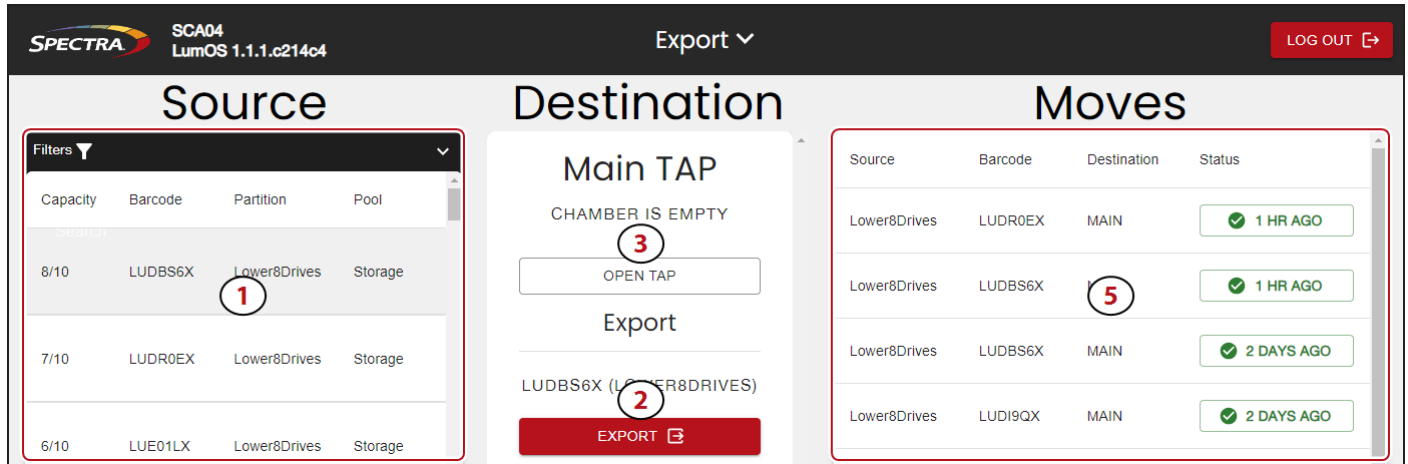 SPECTRA
SCA04
LumOS 1.1.1.c214c4
Export
LOG OUT
Source
Destination
Moves
Filters
Capacity Barcode Partition Pool
Search
8/10 LUDBS6X Lower8Drives Storage
1
7/10 LUDR0EX Lower8Drives Storage
6/10 LUE01LX Lower8Drives Storage
Main TAP
CHAMBER IS EMPTY
3
OPEN TAP
Export
LUDBS6X (LOWER8DRIVES)
2
EXPORT
Source Barcode Destination Status
Lower8Drives LUDR0EX MAIN 1 HR AGO
Lower8Drives LUDBS6X 1 HR AGO
5
Lower8Drives LUDBS6X MAIN 2 DAYS AGO
Lower8Drives LUDI9QX MAIN 2 DAYS AGO